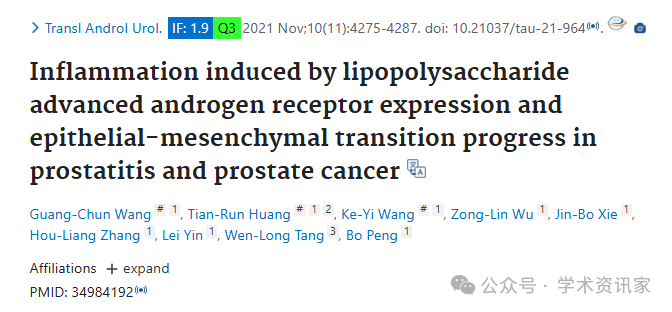 Transl Androl Urol. IF: 1.9 Q3 2021 Nov;10(11):4275-4287. doi: 10.21037/tau-21-964.
Inflammation induced by lipopolysaccharide
advanced androgen receptor expression and
epithelial-mesenchymal transition progress in
prostatitis and prostate cancer
Guang-Chun Wang # 1, Tian-Run Huang # 1 2, Ke-Yi Wang # 1, Zong-Lin Wu 1, Jin-Bo Xie 1,
Hou-Liang Zhang 1, Lei Yin 1, Wen-Long Tang 3, Bo Peng 1
Affiliations + expand
PMID: 34984192
公众号 · 学术资讯家